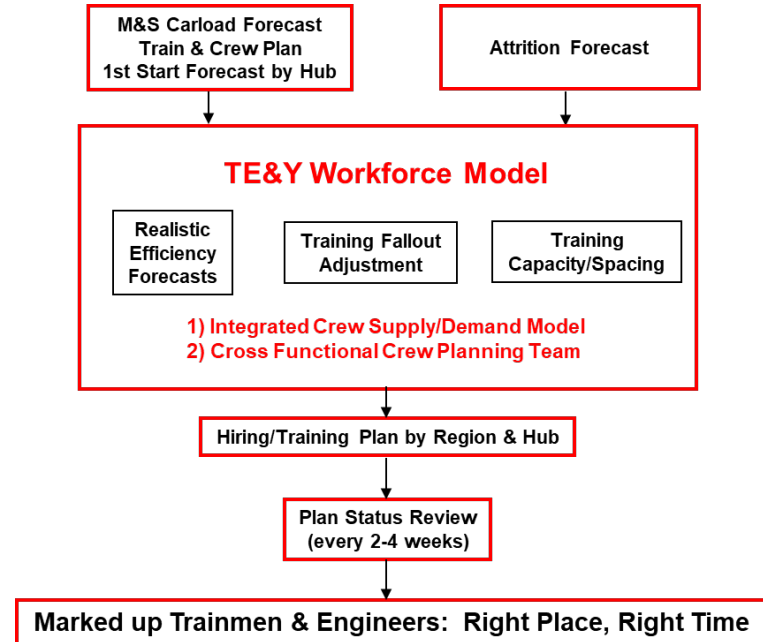 M&S Carload Forecast
Train & Crew Plan
1st Start Forecast by Hub
Attrition Forecast
TE&Y Workforce Model
Realistic
Efficiency
Forecasts
Training Fallout
Adjustment
Training
Capacity/Spacing
1) Integrated Crew Supply/Demand Model
2) Cross Functional Crew Planning Team
Hiring/Training Plan by Region & Hub
Plan Status Review
(every 2-4 weeks)
Marked up Trainmen & Engineers: Right Place, Right Time